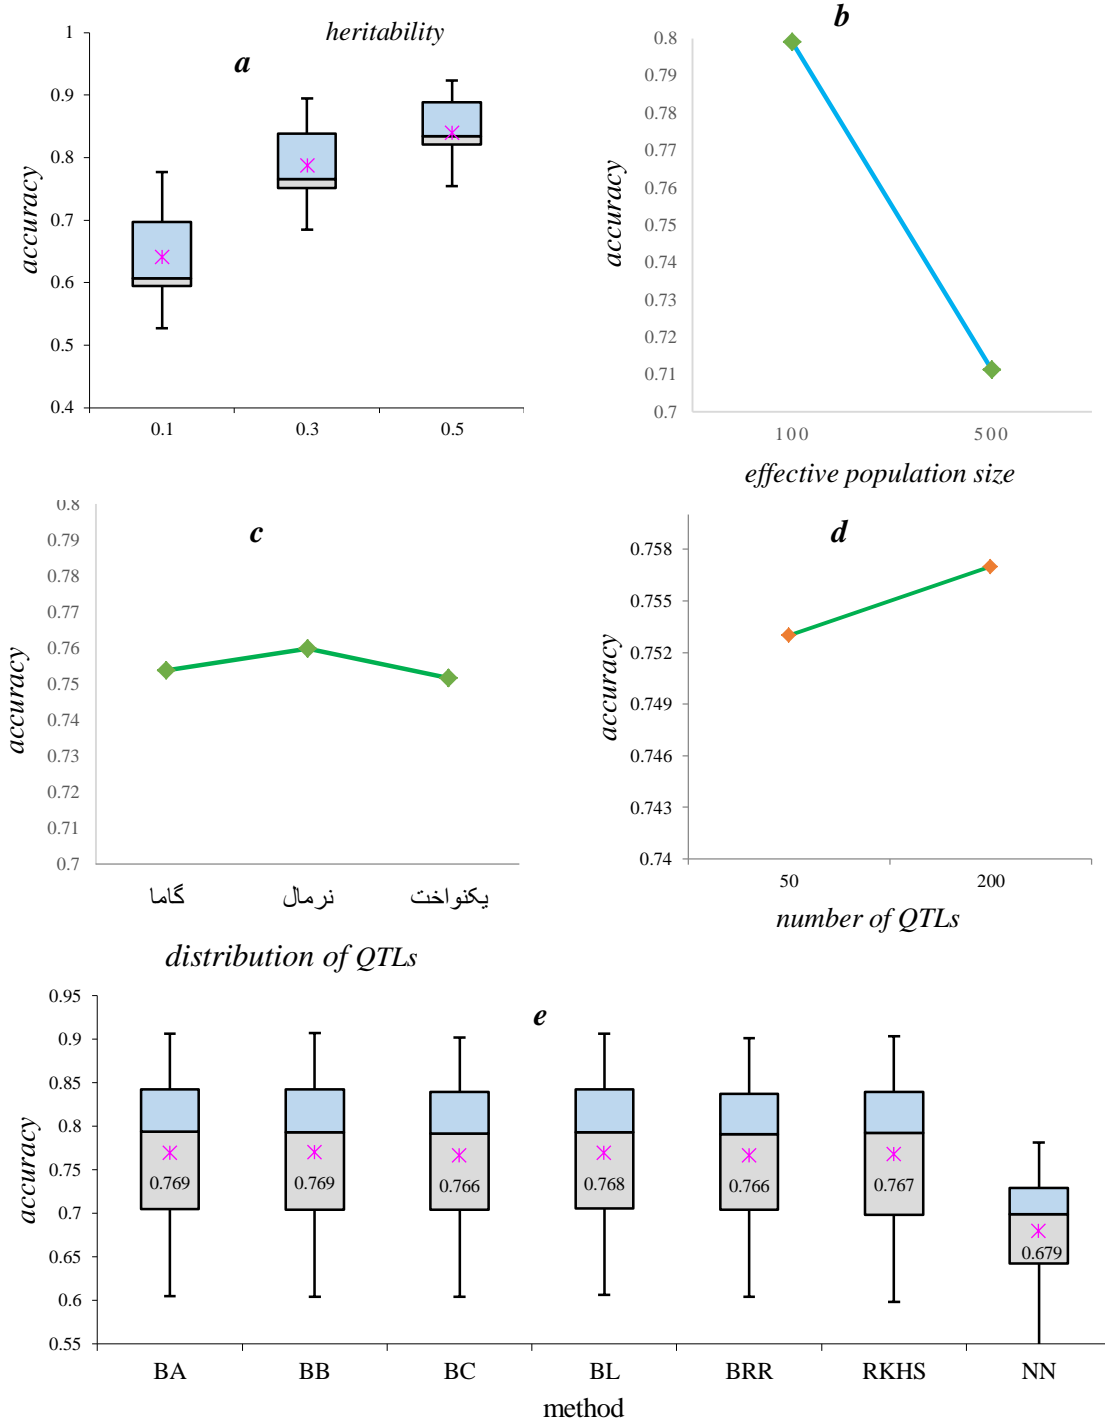 heritability
a
1
0.9
0.8
0.7
0.6
0.5
0.4
accuracy
0.1 0.3 0.5
b
0.8
0.79
0.78
0.77
0.76
0.75
0.74
0.73
0.72
0.71
0.7
accuracy
100 500
effective population size
c
0.8
0.79
0.78
0.77
0.76
0.75
0.74
0.73
0.72
0.71
0.7
accuracy
گاما نرمال یکنواخت
distribution of QTLs
d
0.758
0.755
0.752
0.749
0.746
0.743
0.74
accuracy
50 200
number of QTLs
e
0.95
0.9
0.85
0.8
0.75
0.7
0.65
0.6
0.55
accuracy
0.769 0.769 0.766 0.768 0.766 0.767 0.679
BA BB BC BL BRR RKHS NN
method